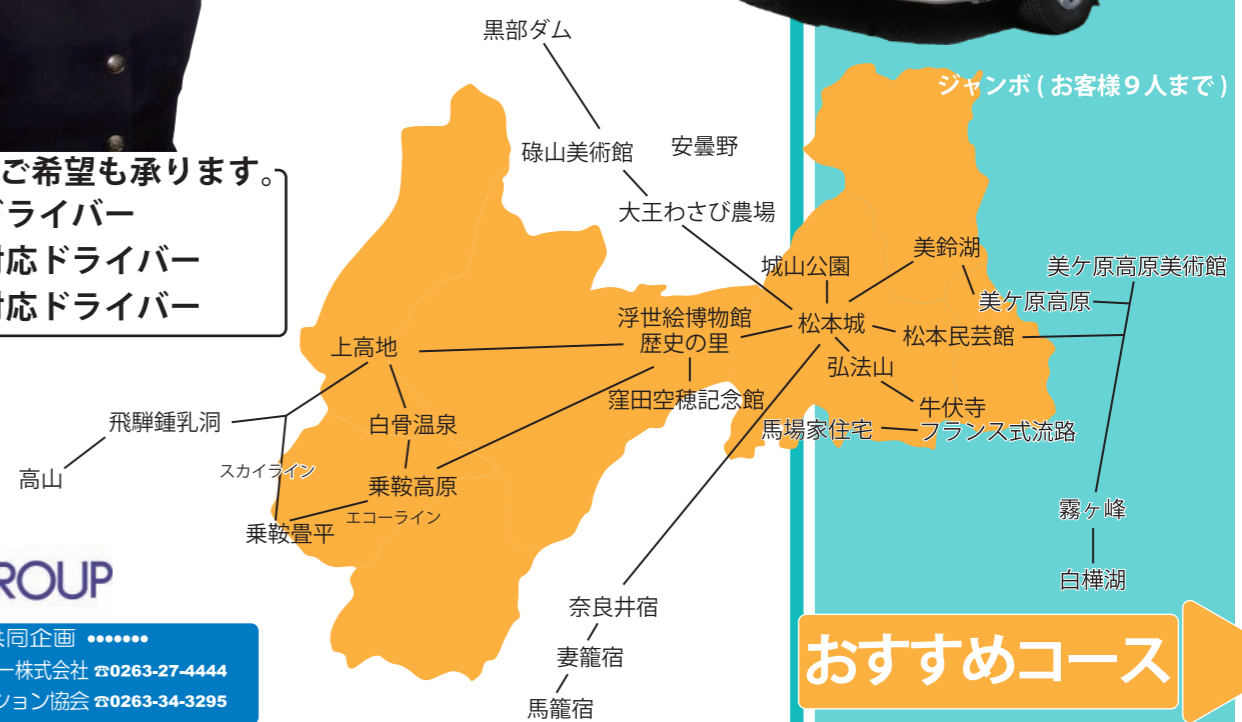 ご希望も承ります。
ドライバー
対応ドライバー
対応ドライバー
ジャンボ ( お客様９人まで )
黒部ダム
碌山美術館
安曇野
大王わさび農場
城山公園
美鈴湖
美ケ原高原美術館
美ケ原高原
浮世絵博物館
歴史の里
松本城
松本民芸館
上高地
弘法山
窪田空穂記念館
牛伏寺
フランス式流路
馬場家住宅
飛騨鍾乳洞
白骨温泉
高山
スカイライン
乗鞍高原
エコーライン
乗鞍畳平
霧ヶ峰
白樺湖
奈良井宿
妻籠宿
馬籠宿
ROUP
共同企画 •••••••
ー株式会社 ☎0263-27-4444
ション協会 ☎0263-34-3295
おすすめコース